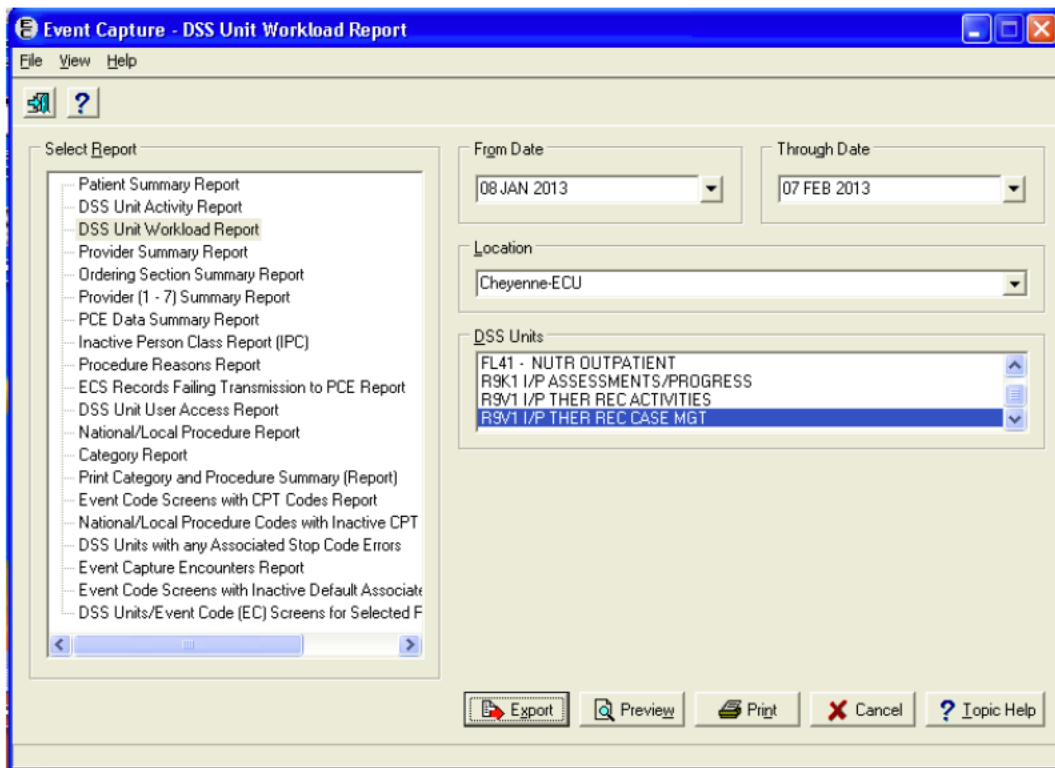 Event Capture - DSS Unit Workload Report
File View Help
Select Report
Patient Summary Report
DSS Unit Activity Report
DSS Unit Workload Report
Provider Summary Report
Ordering Section Summary Report
Provider (1 - 7) Summary Report
PCE Data Summary Report
Inactive Person Class Report (IPC)
Procedure Reasons Report
ECS Records Failing Transmission to PCE Report
DSS Unit User Access Report
National/Local Procedure Report
Category Report
Print Category and Procedure Summary (Report)
Event Code Screens with CPT Codes Report
National/Local Procedure Codes with Inactive CPT
DSS Units with any Associated Stop Code Errors
Event Capture Encounters Report
Event Code Screens with Inactive Default Associate
DSS Units/Event Code (EC) Screens for Selected F
From Date
08 JAN 2013
Through Date
07 FEB 2013
Location
Cheyenne-ECU
DSS Units
FL41 - NUTR OUTPATIENT
R9K1 I/P ASSESSMENTS/PROGRESS
R9V1 I/P THER REC ACTIVITIES
R9V1 I/P THER REC CASE MGT
Export Preview Print Cancel Topic Help